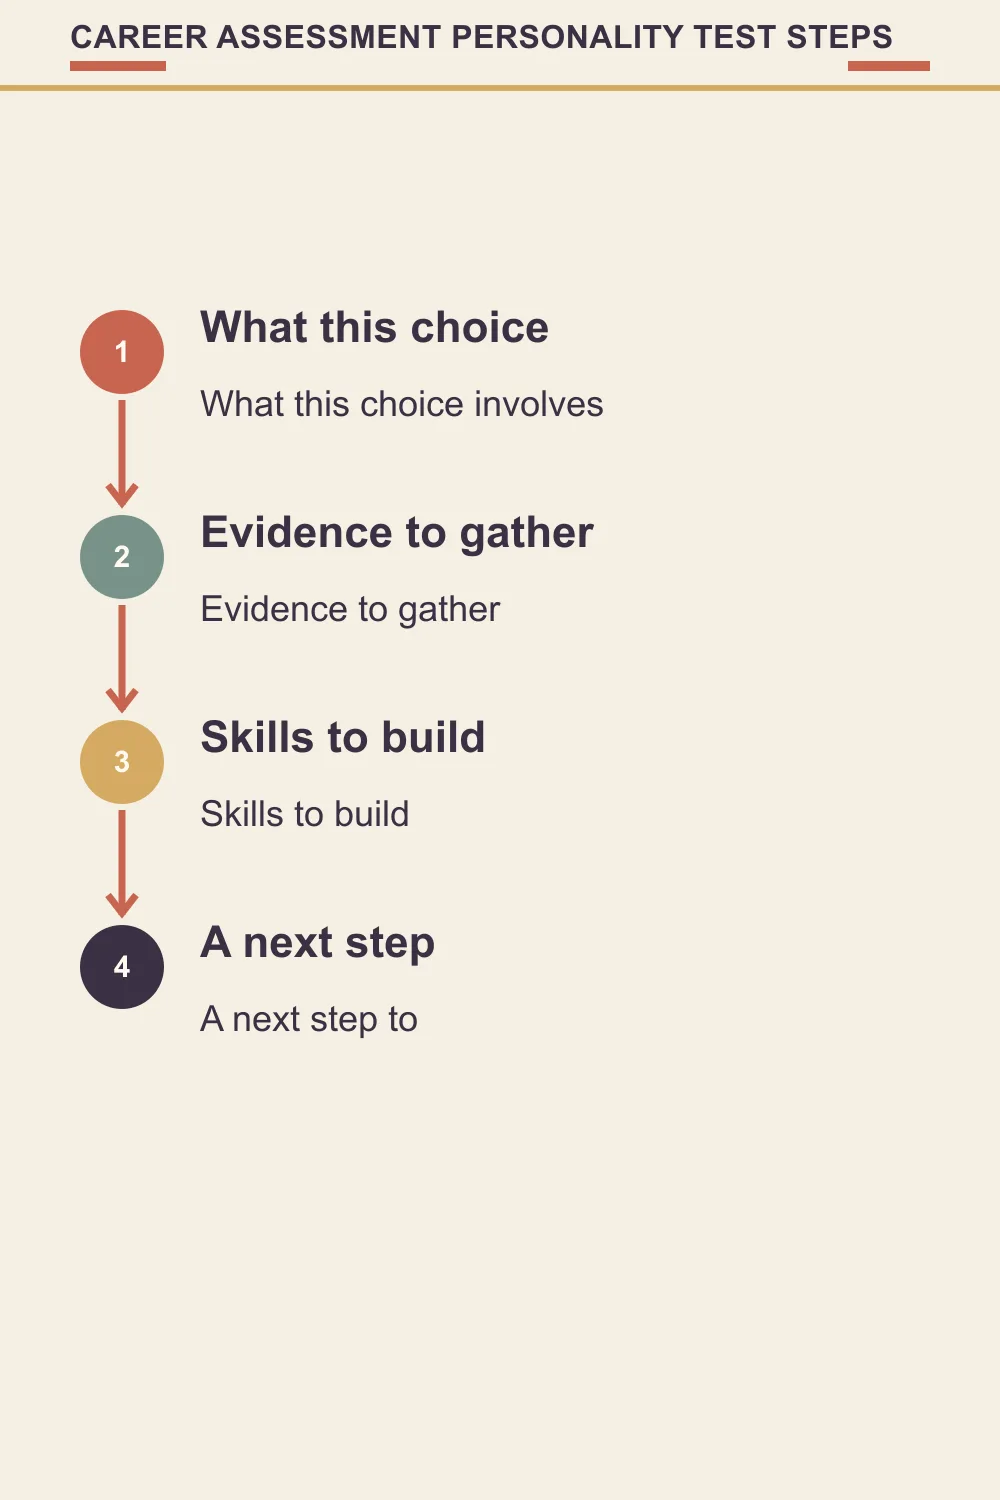 CAREER ASSESSMENT PERSONALITY TEST STEPS
1
What this choice
What this choice involves
2
Evidence to gather
Evidence to gather
3
Skills to build
Skills to build
4
A next step
A next step to